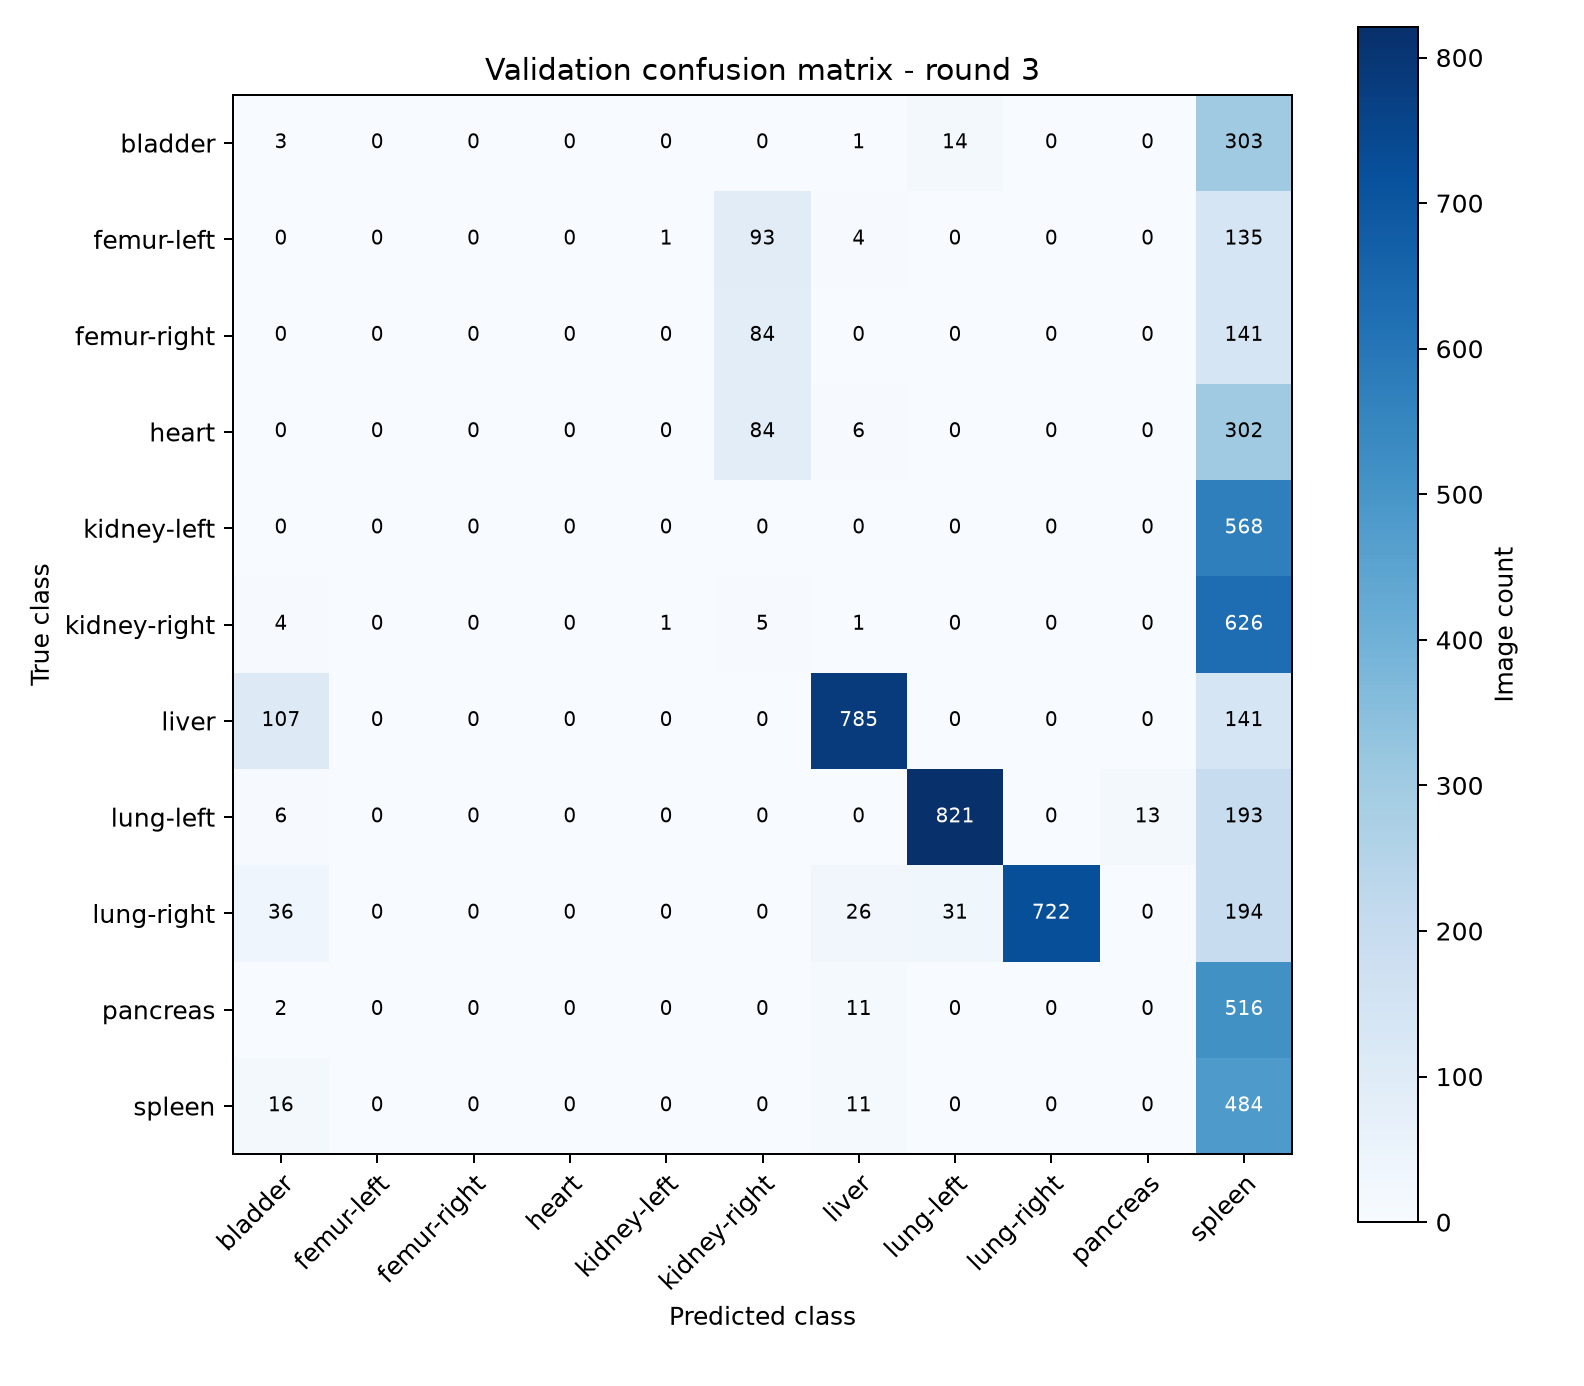 Validation confusion matrix - round 3
True class
bladder 3 0 0 0 0 0 1 14 0 0 303
femur-left 0 0 0 0 1 93 4 0 0 0 135
femur-right 0 0 0 0 0 84 0 0 0 0 141
heart 0 0 0 0 0 84 6 0 0 0 302
kidney-left 0 0 0 0 0 0 0 0 0 0 568
kidney-right 4 0 0 0 1 5 1 0 0 0 626
liver 107 0 0 0 0 0 785 0 0 0 141
lung-left 6 0 0 0 0 0 0 821 0 13 193
lung-right 36 0 0 0 0 0 26 31 722 0 194
pancreas 2 0 0 0 0 0 11 0 0 0 516
spleen 16 0 0 0 0 0 11 0 0 0 484
bladder femur-left femur-right heart kidney-left kidney-right liver lung-left lung-right pancreas spleen
Predicted class
800
700
600
500
400
300
200
100
0
Image count